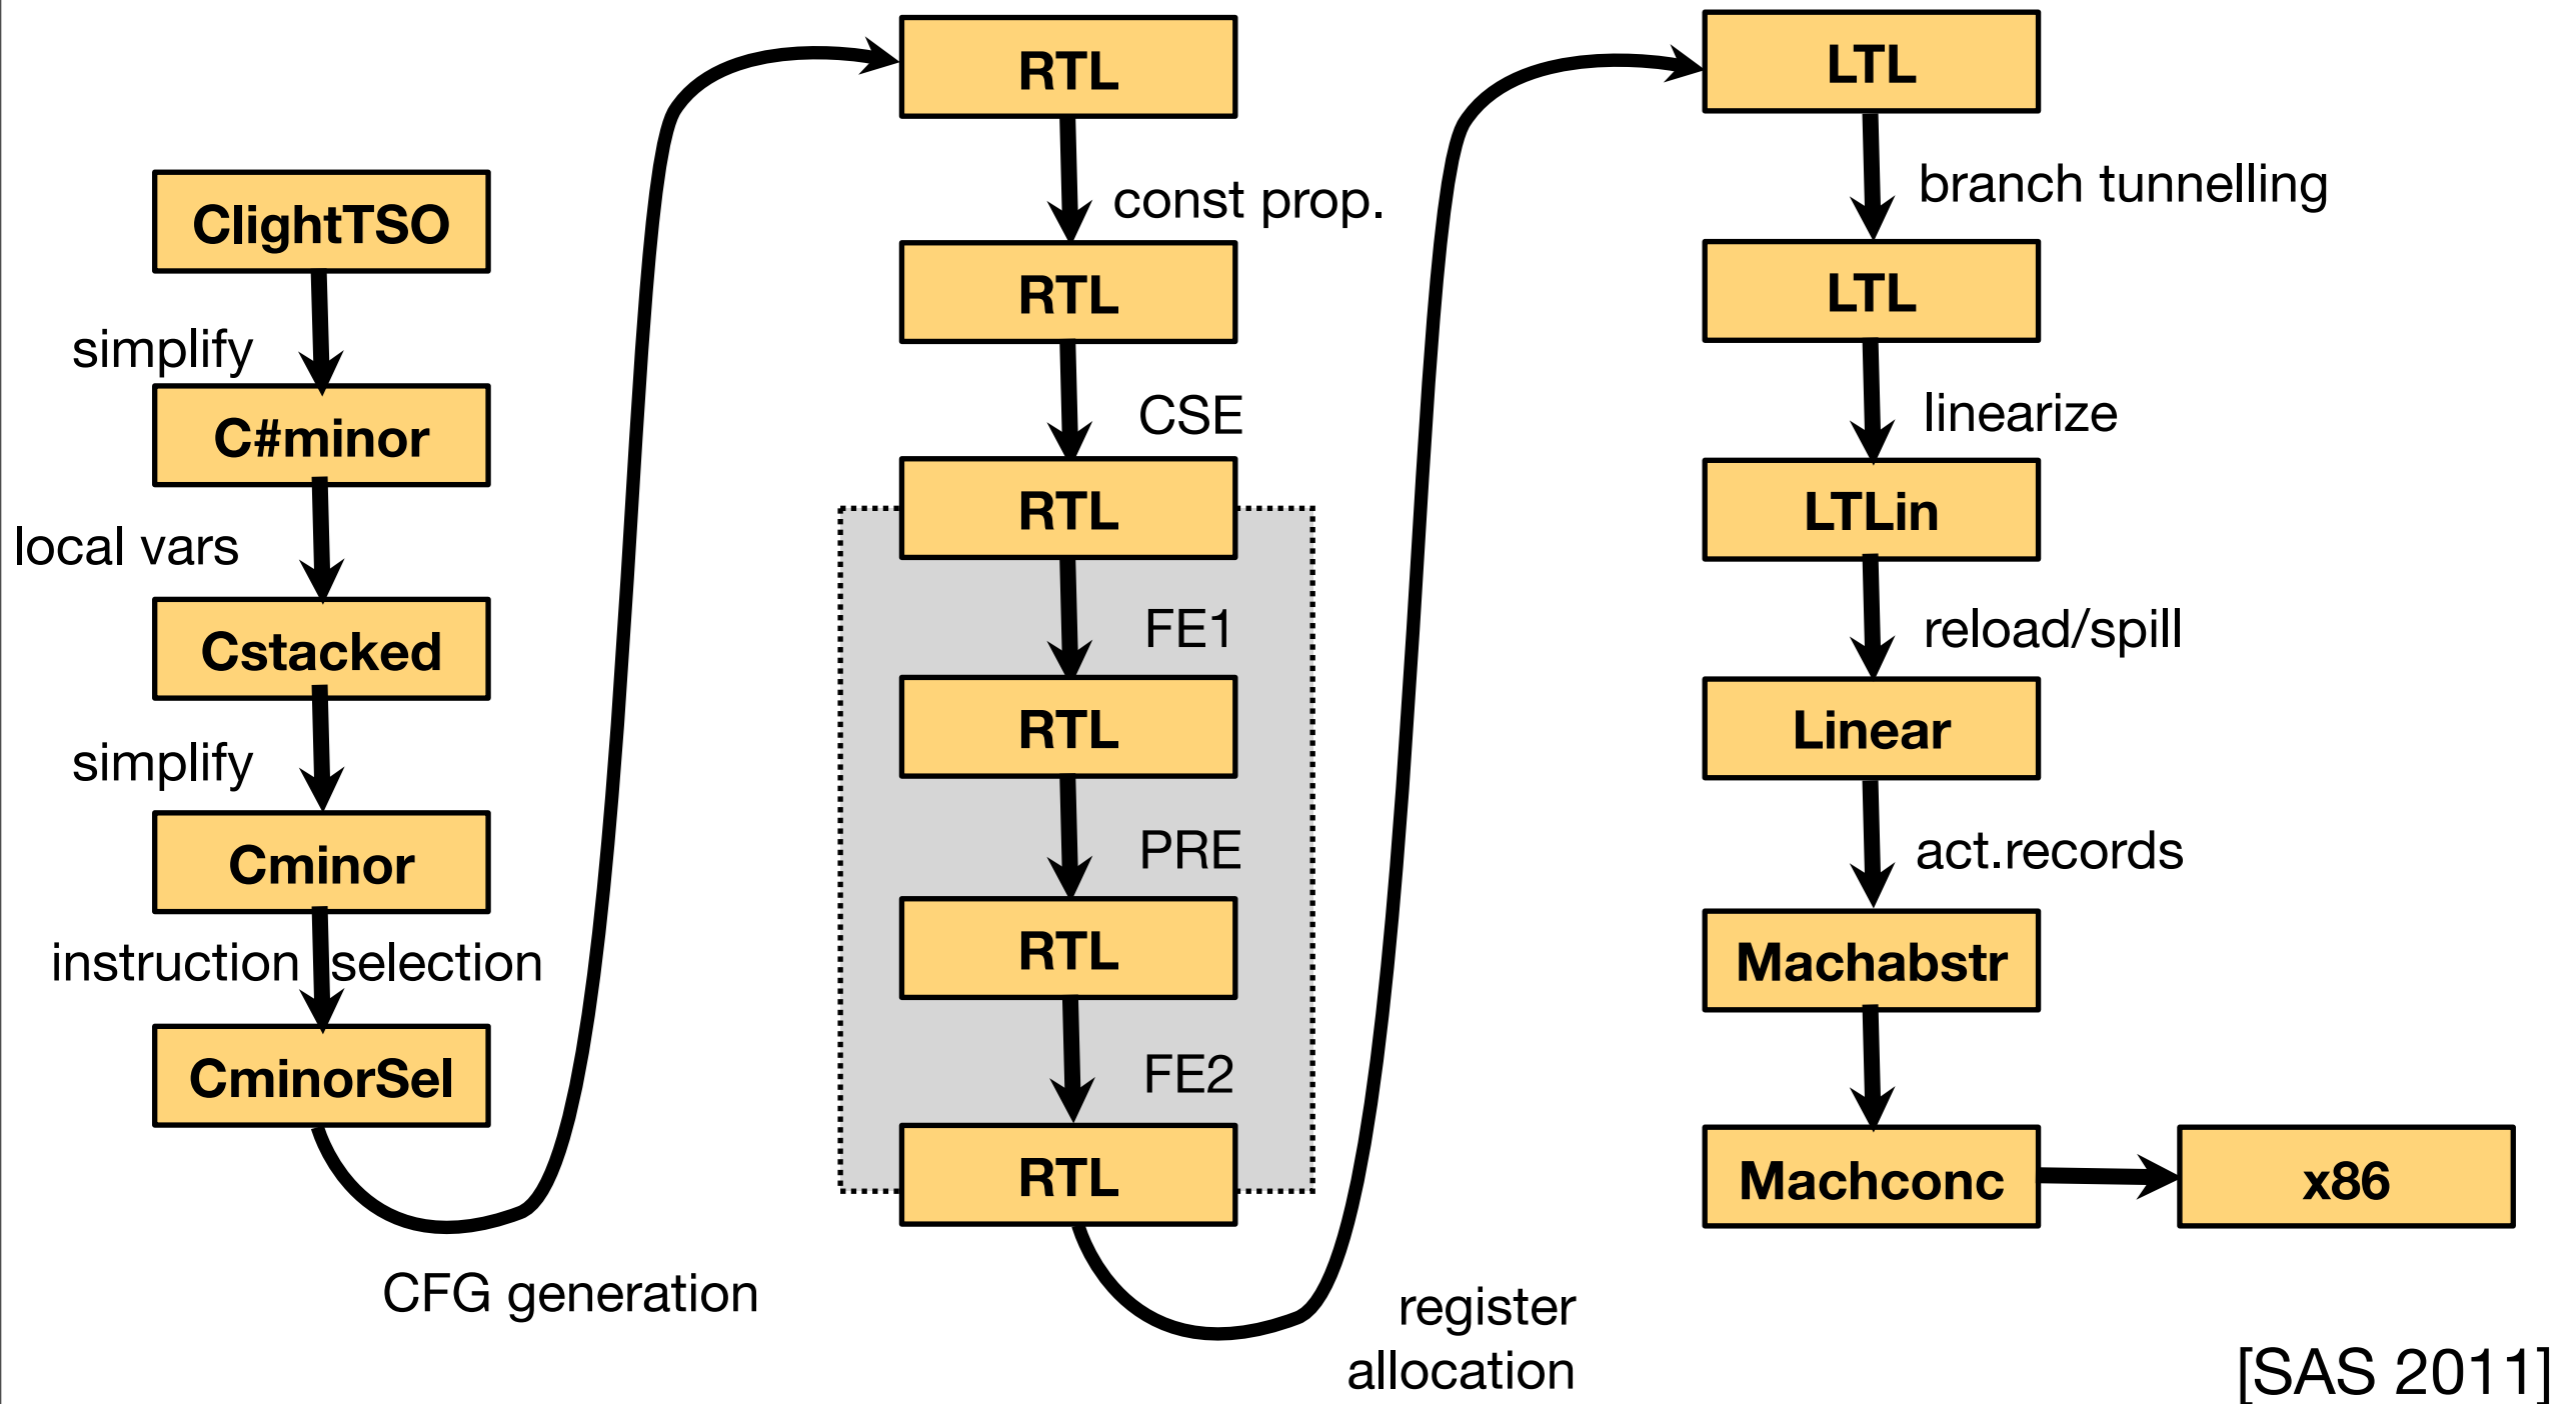 ClightTSO
simplify
C#minor
local vars
Cstacked
simplify
Cminor
instruction selection
CminorSel
CFG generation
RTL
const prop.
RTL
CSE
RTL
FE1
RTL
PRE
RTL
FE2
RTL
register
allocation
LTL
branch tunnelling
LTL
linearize
LTLin
reload/spill
Linear
act.records
Machabstr
Machconc
x86
[SAS 2011]